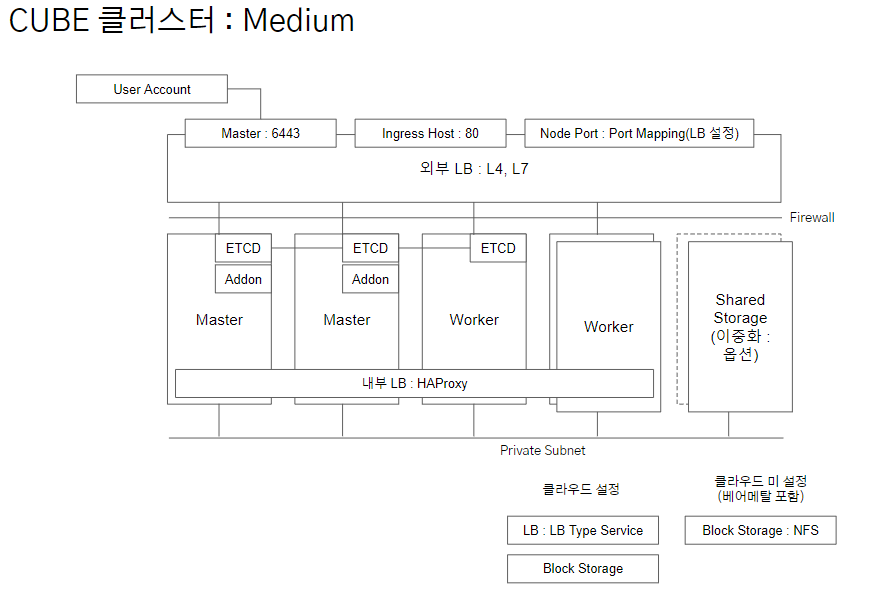 CUBE 클러스터 : Medium
User Account
Master : 6443
Ingress Host : 80
Node Port : Port Mapping(LB 설정)
외부 LB : L4, L7
Firewall
ETCD
ETCD
ETCD
Addon
Addon
Master
Master
Worker
Worker
Shared
Storage
(이중화 :
옵션)
내부 LB : HAProxy
Private Subnet
클라우드 설정
클라우드 미 설정
(베어메탈 포함)
LB : LB Type Service
Block Storage : NFS
Block Storage